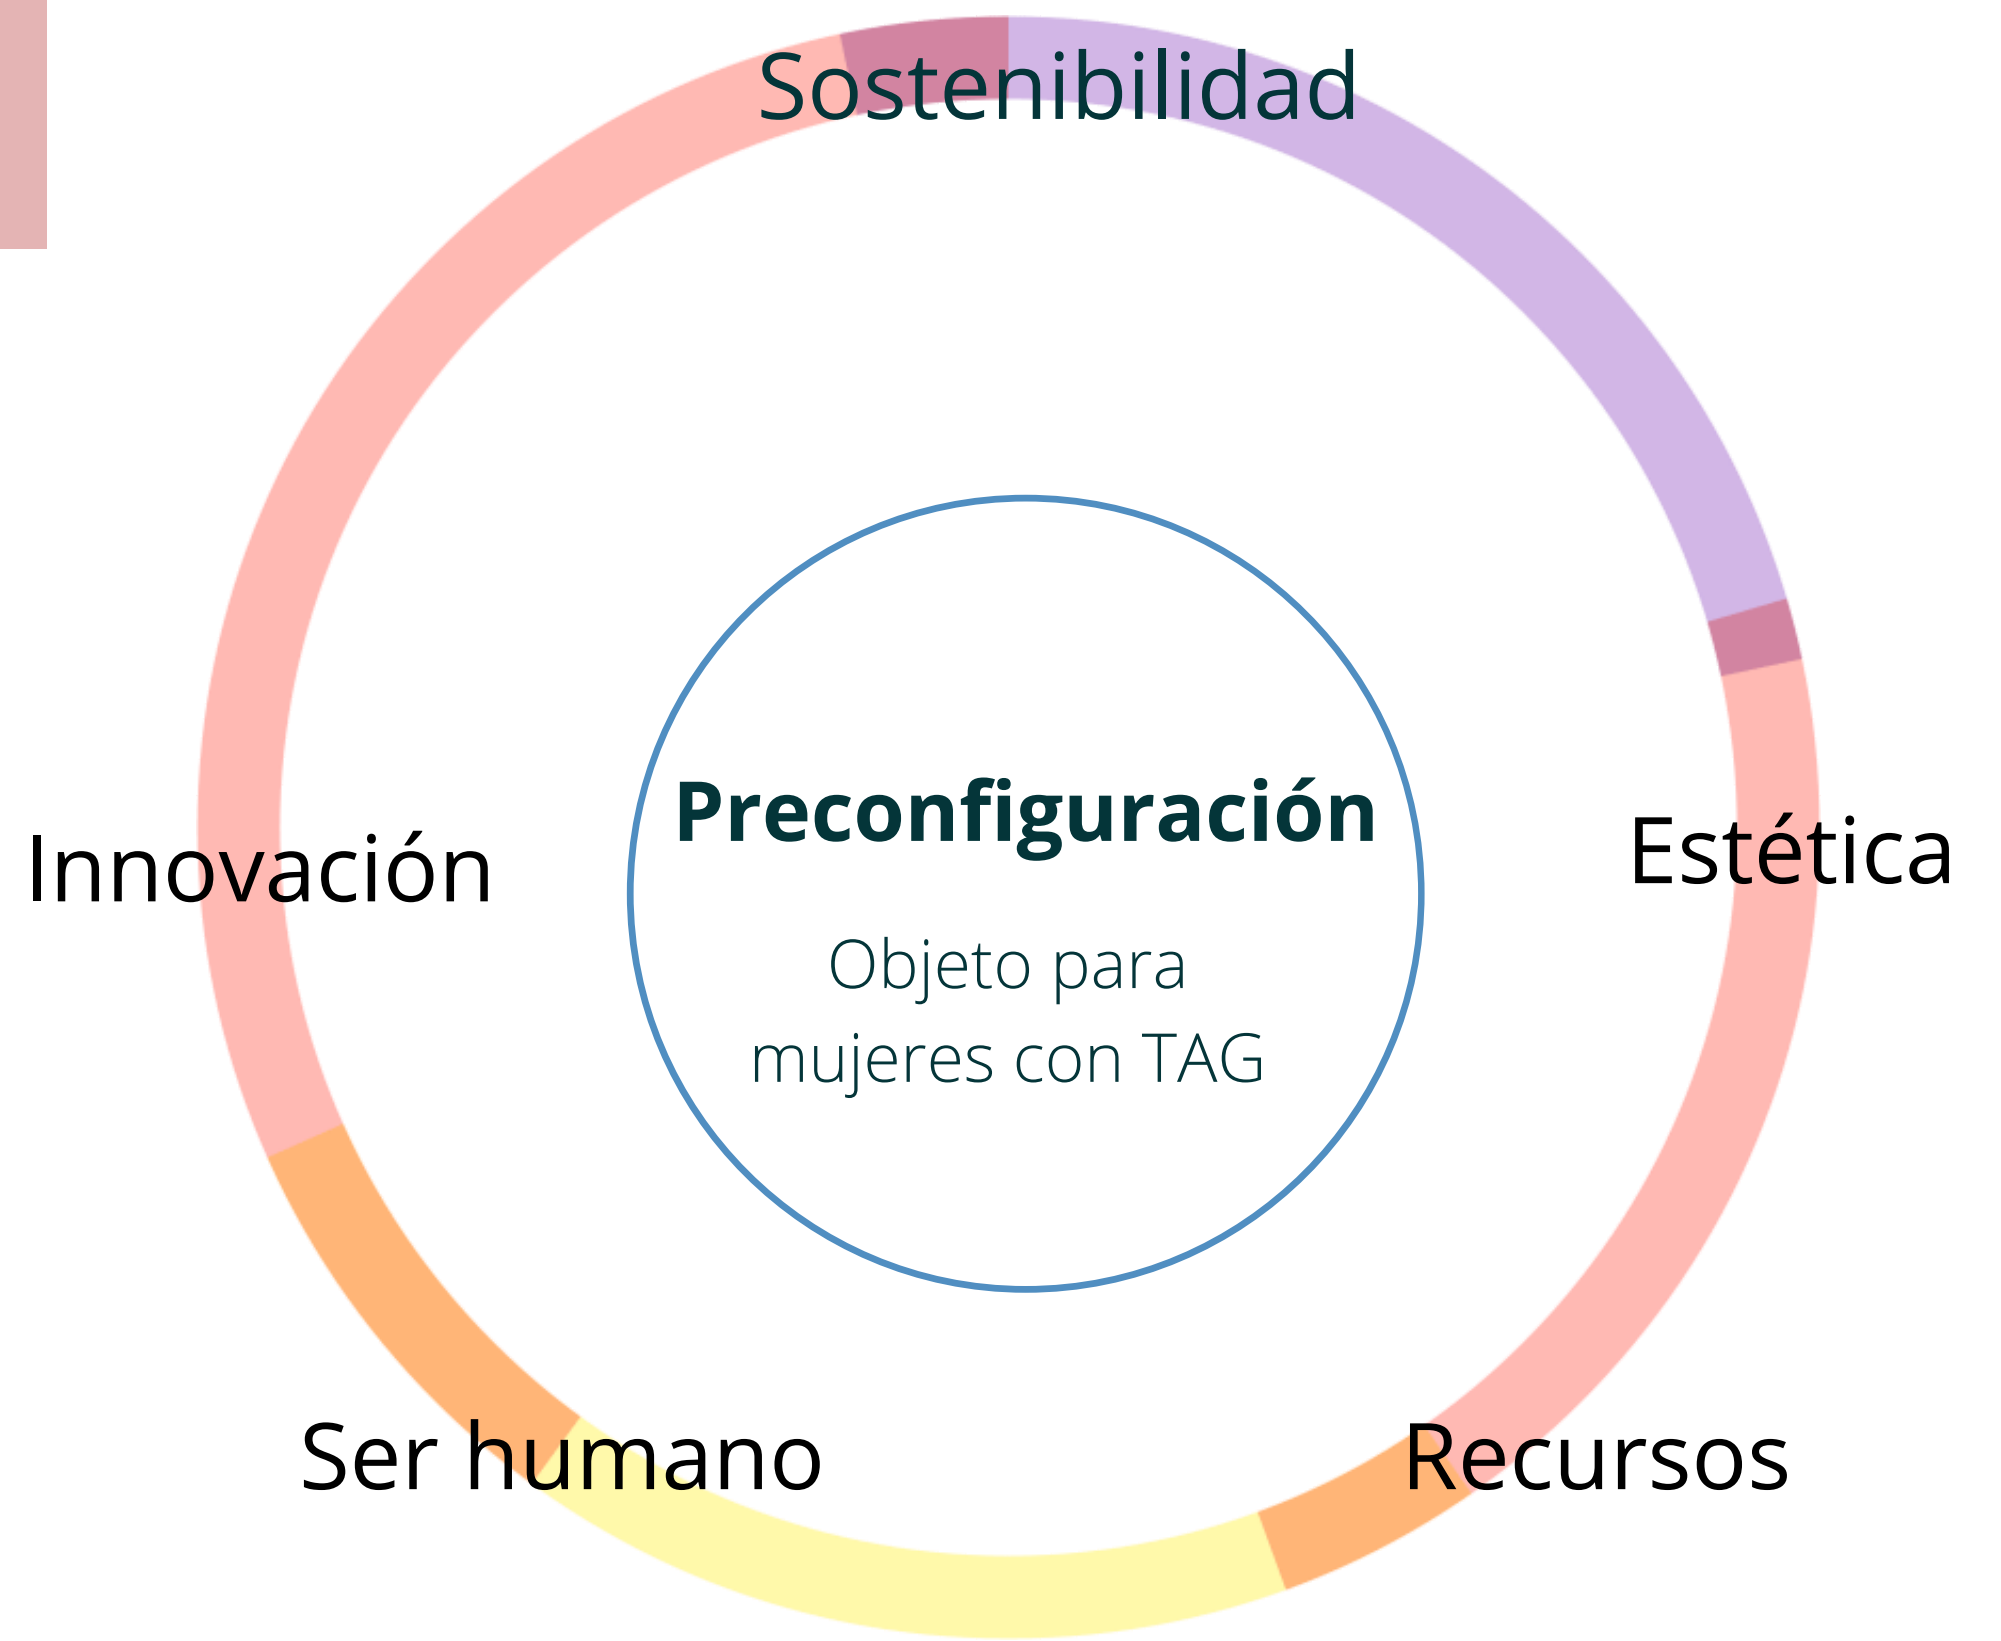 Sostenibilidad
Preconfiguración
Innovación
Estética
Objeto para
mujeres con TAG
Ser humano
Recursos